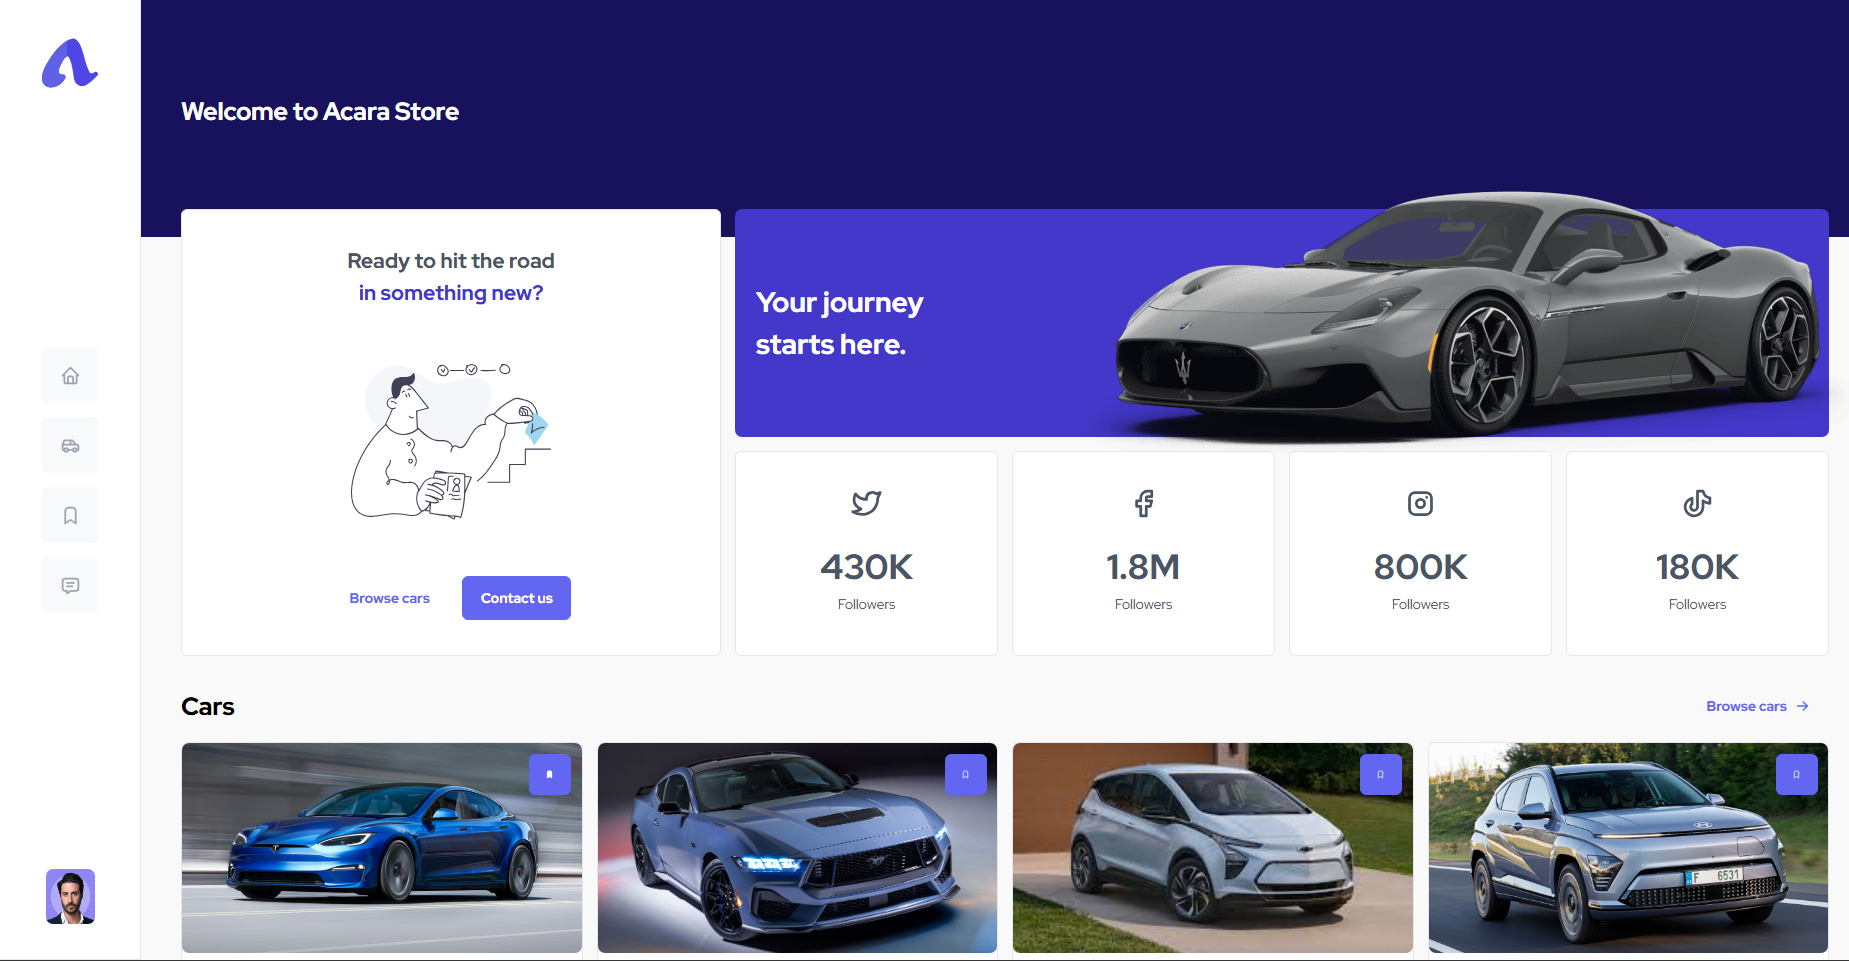 Welcome to Acara Store
Ready to hit the road
in something new?
Browse cars
Contact us
Your journey
starts here.
430K
Followers
1.8M
Followers
800K
Followers
180K
Followers
Cars
Browse cars
F 6531